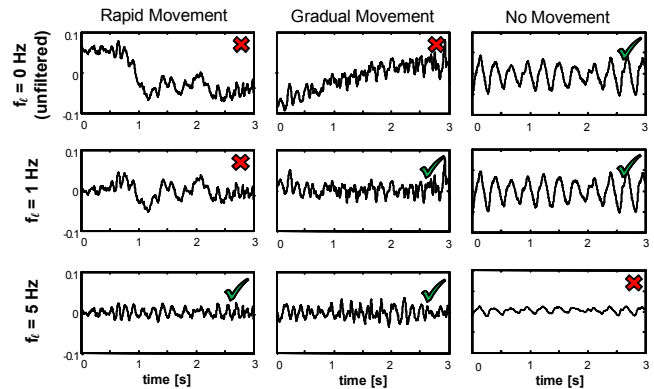 Rapid Movement Gradual Movement No Movement
fℓ = 0 Hz
(unfiltered)
0.1
0
-0.1
0 1 2 3 0 1 2 3 0 1 2 3
fℓ = 1 Hz
0.1
0
-0.1
0 1 2 3 0 1 2 3 0 1 2 3
fℓ = 5 Hz
0.1
0
-0.1
0 1 2 3 0 1 2 3 0 1 2 3
time [s] time [s] time [s]